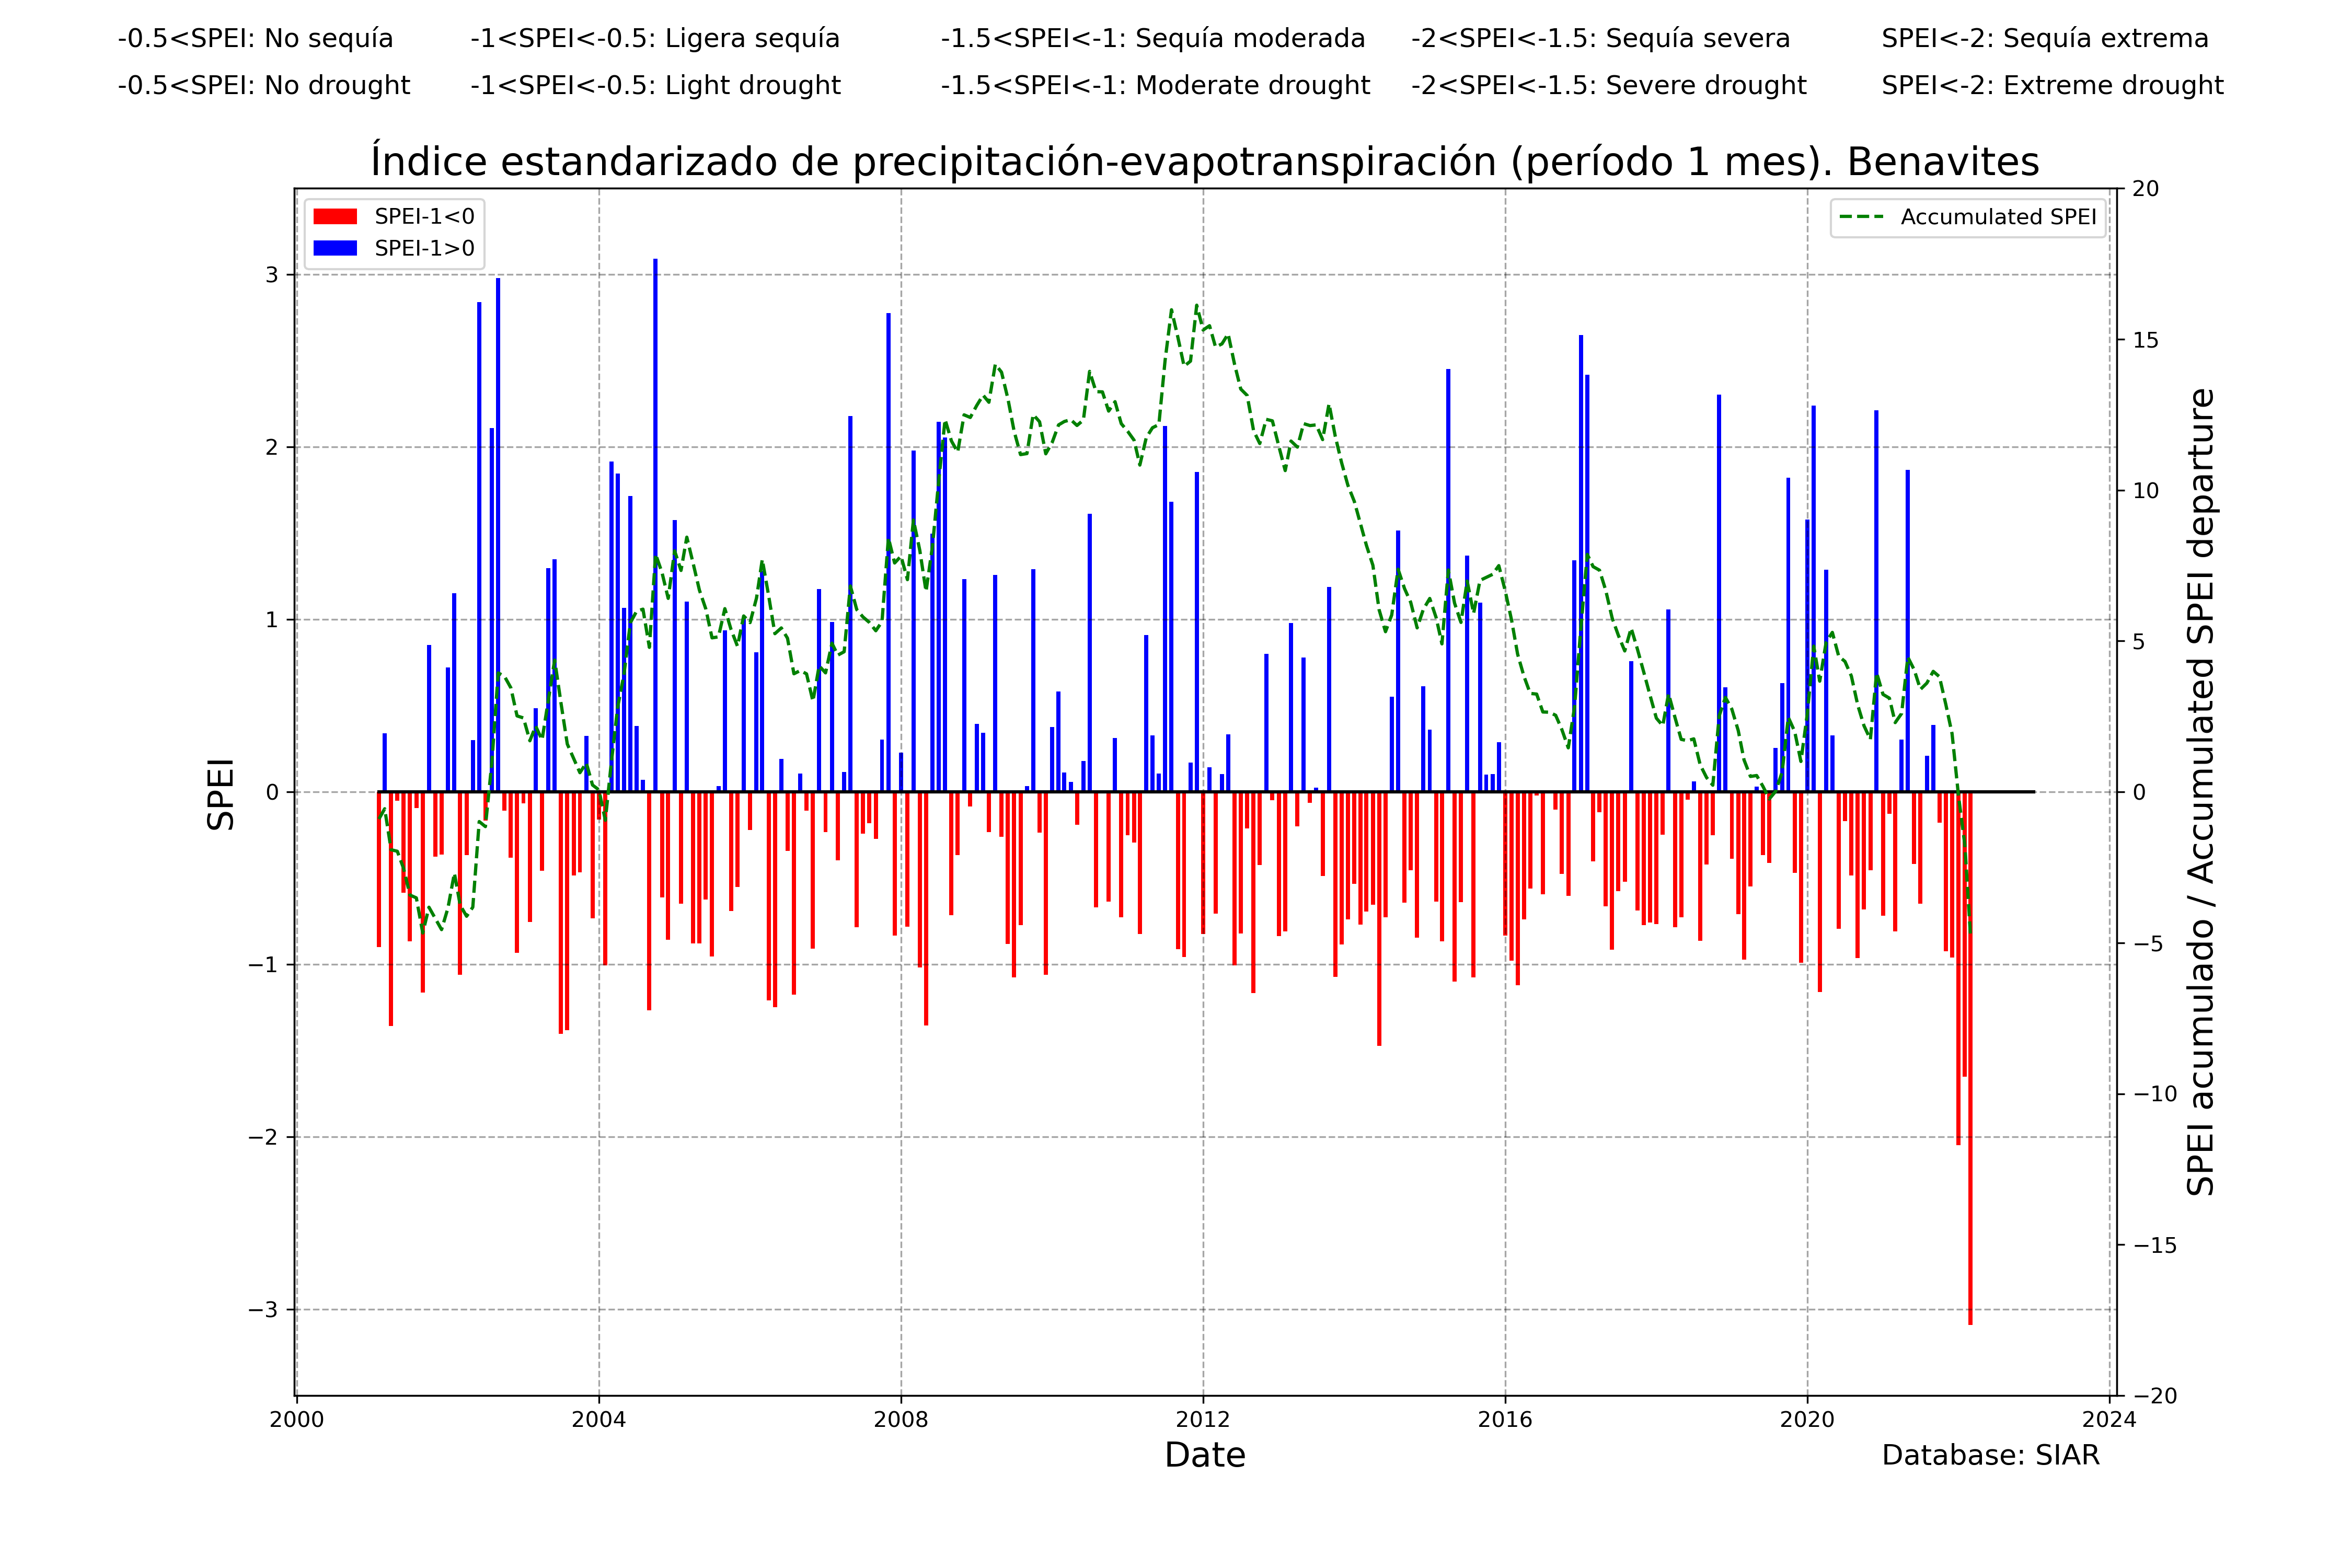 -0.5<SPEI: No sequía -1<SPEI<-0.5: Ligera sequía -1.5<SPEI<-1: Sequía moderada -2<SPEI<-1.5: Sequía severa SPEI<-2: Sequía extrema
-0.5<SPEI: No drought -1<SPEI<-0.5: Light drought -1.5<SPEI<-1: Moderate drought -2<SPEI<-1.5: Severe drought SPEI<-2: Extreme drought
Índice estandarizado de precipitación-evapotranspiración (período 1 mes). Benavites
SPEI-1<0
SPEI-1>0
Accumulated SPEI
SPEI
3
2
1
0
−1
−2
−3
20
15
10
5
0
−5
−10
−15
−20
SPEI acumulado / Accumulated SPEI departure
2000 2004 2008 2012 2016 2020 2024
Date
Database: SIAR